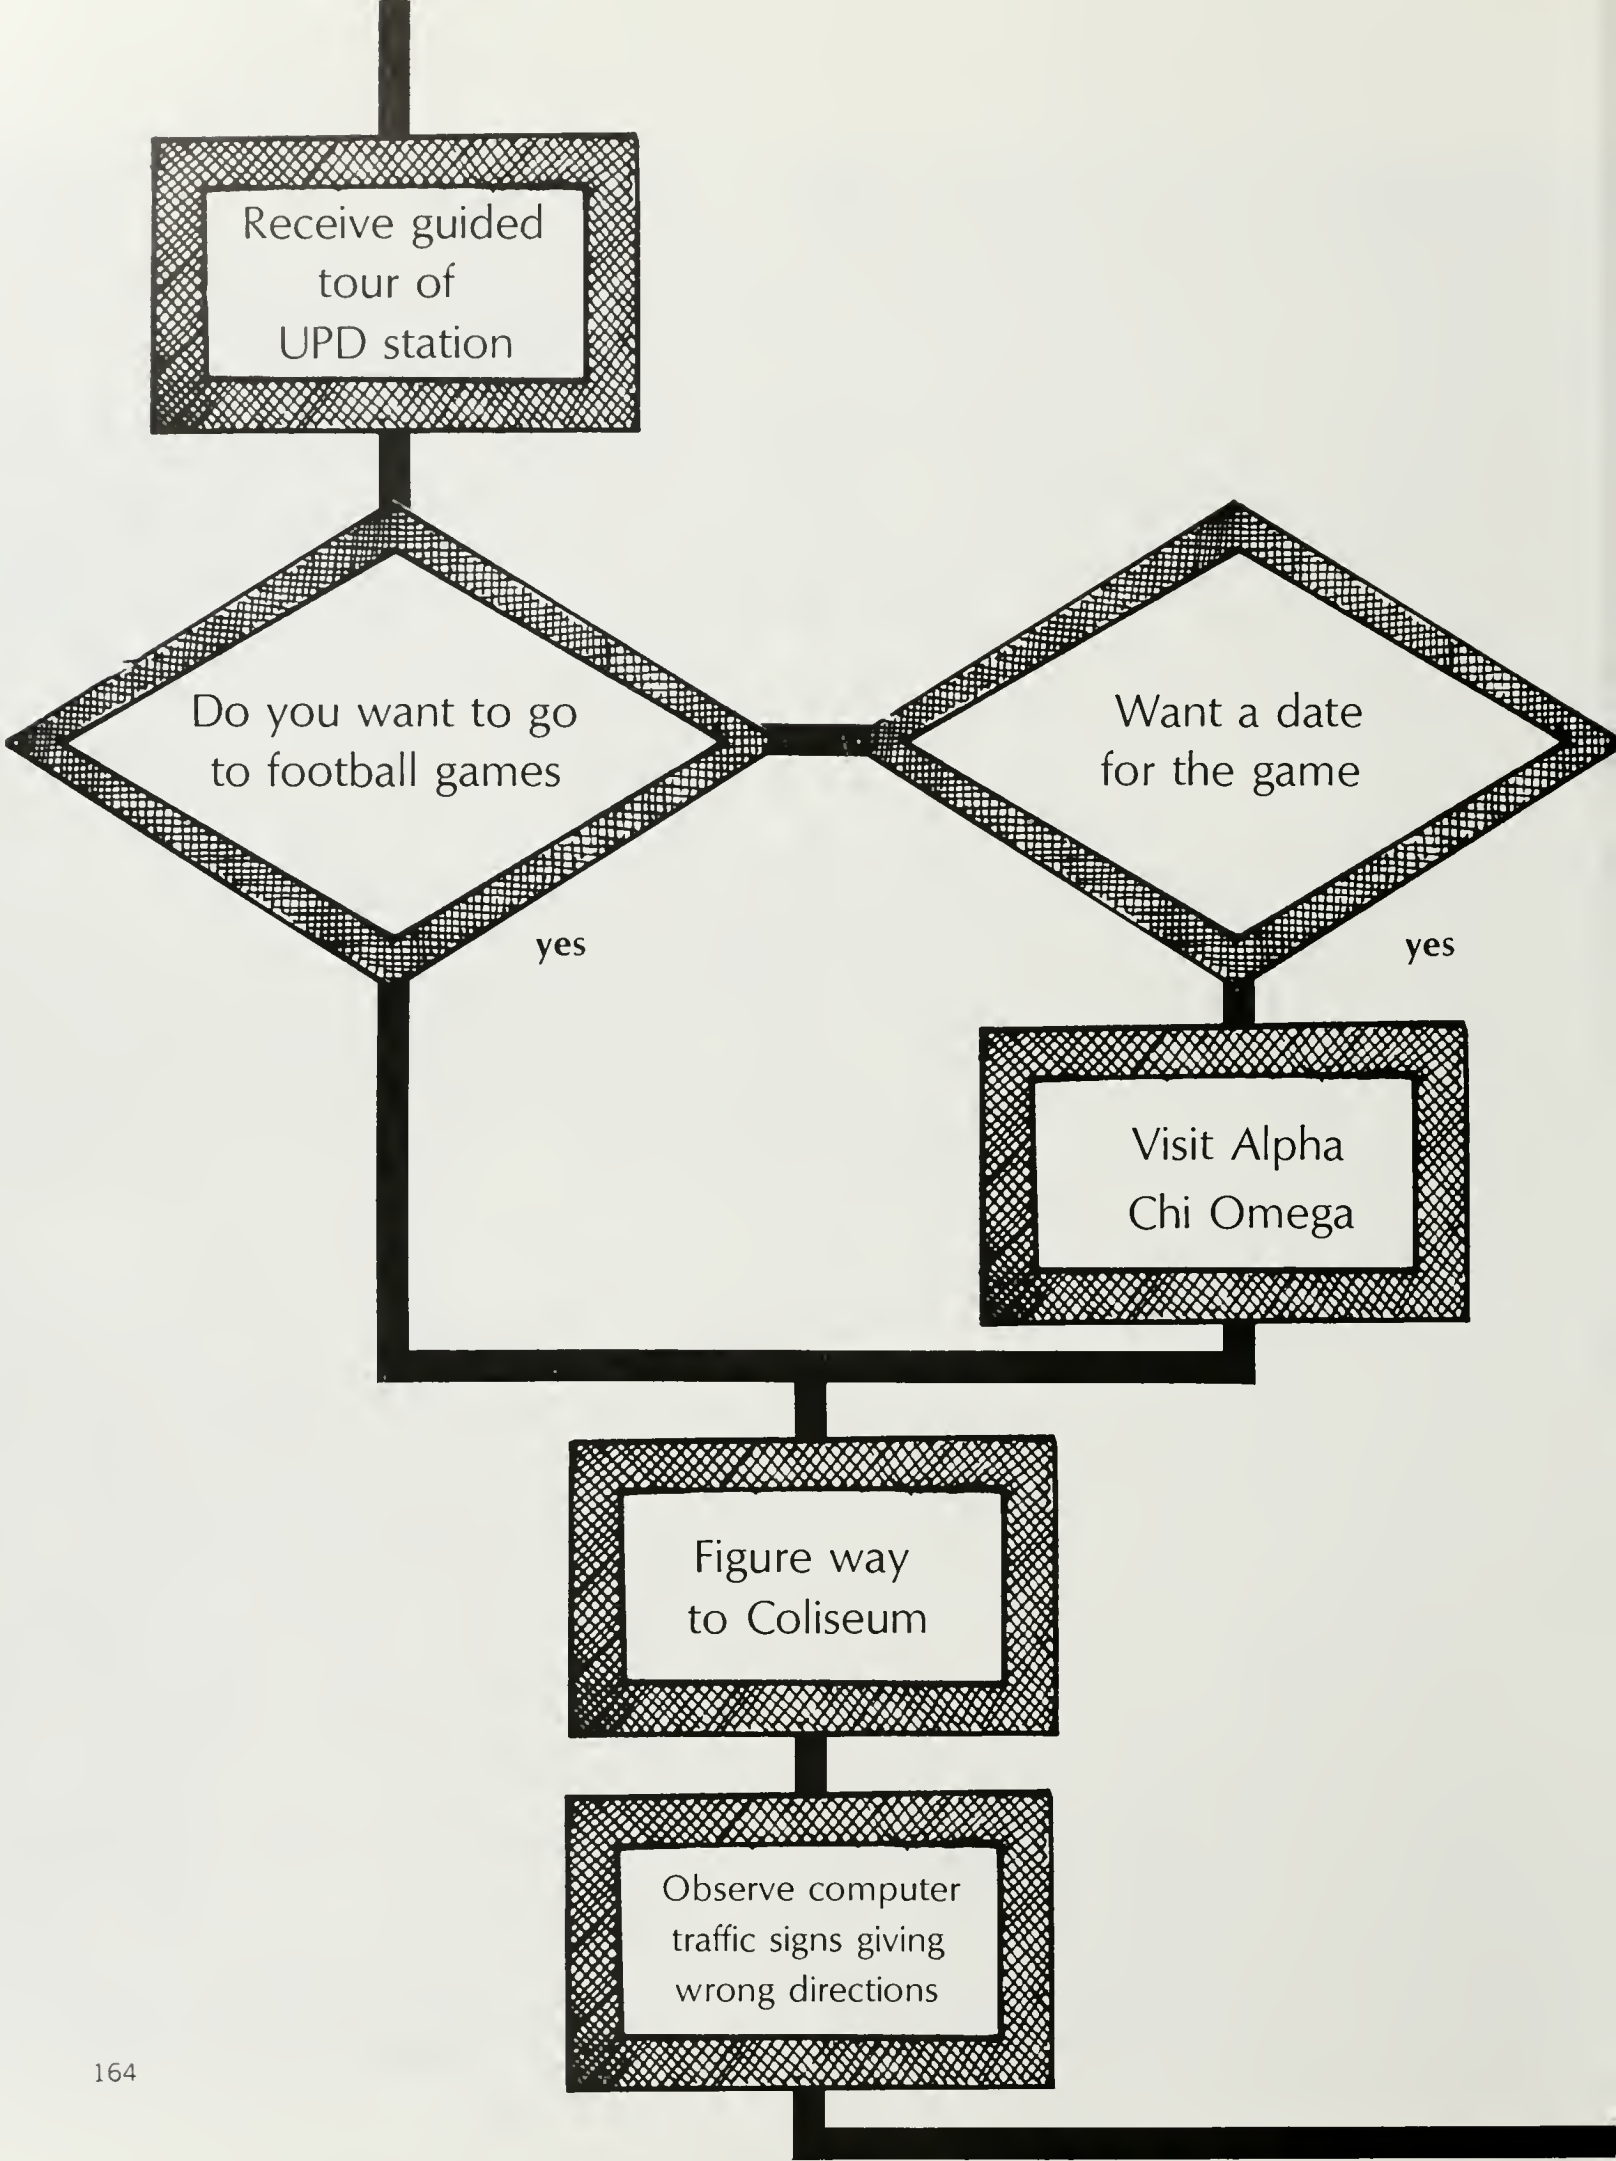 Receive guided
tour of
UPD station
Do you want to go
to football games
yes
Want a date
for the game
yes
Visit Alpha
Chi Omega
Figure way
to Coliseum
Observe computer
traffic signs giving
wrong directions
164